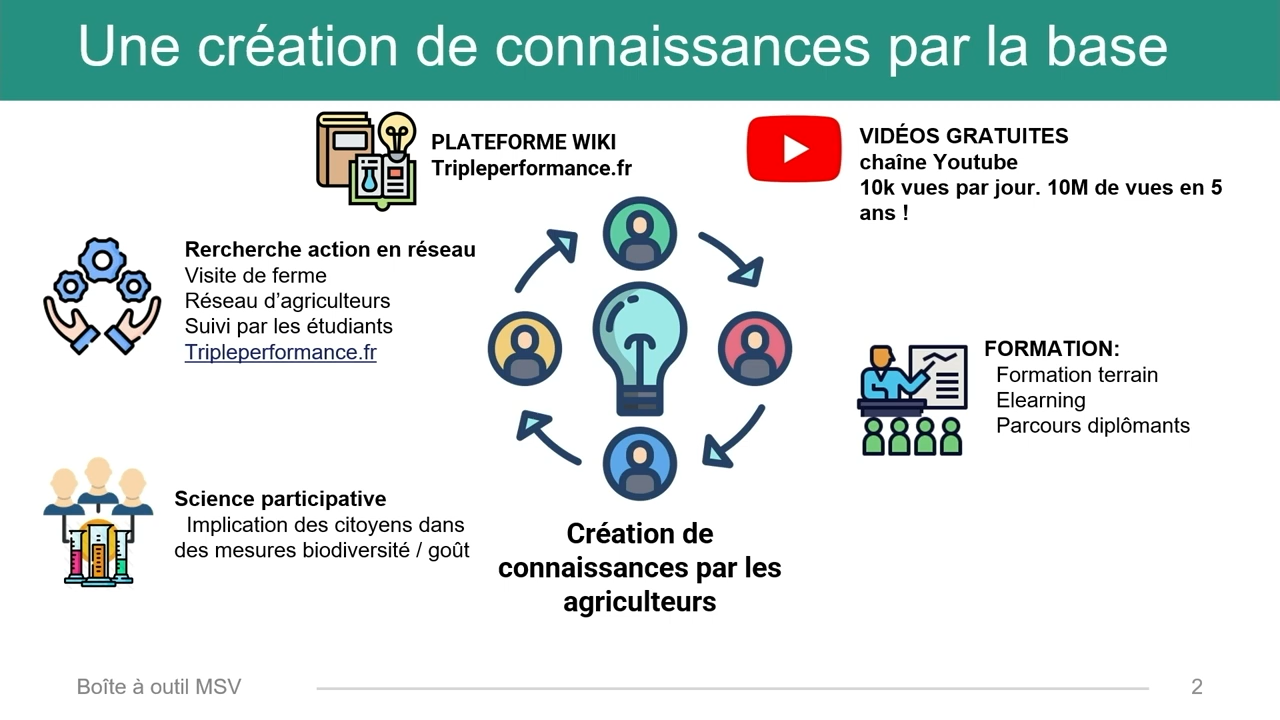 Une création de connaissances par la base
PLATEFORME WIKI
Tripleperformance.fr
VIDÉOS GRATUITES
chaîne Youtube
10k vues par jour. 10M de vues en 5
ans !
Rercherche action en réseau
Visite de ferme
Réseau d’agriculteurs
Suivi par les étudiants
Tripleperformance.fr
FORMATION:
Formation terrain
Elearning
Parcours diplômants
Science participative
Implication des citoyens dans
des mesures biodiversité / goût
Création de
connaissances par les
agriculteurs
Boîte à outil MSV
2